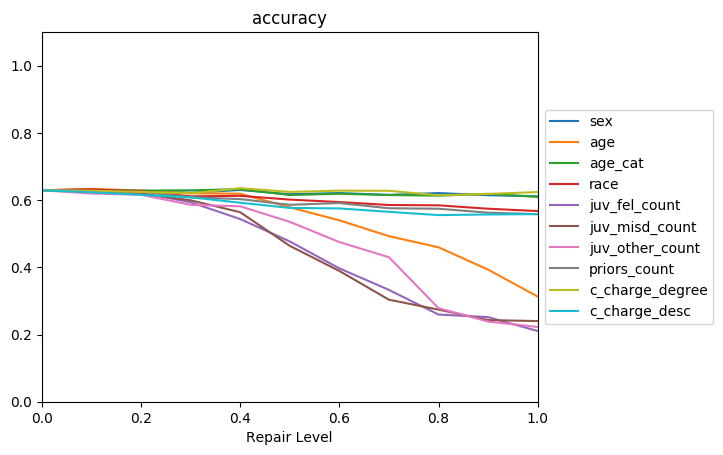 accuracy
1.0
0.8
0.6
0.4
0.2
0.0
0.0 0.2 0.4 0.6 0.8 1.0
Repair Level
sex
age
age_cat
race
juv_fel_count
juv_misd_count
juv_other_count
priors_count
c_charge_degree
c_charge_desc